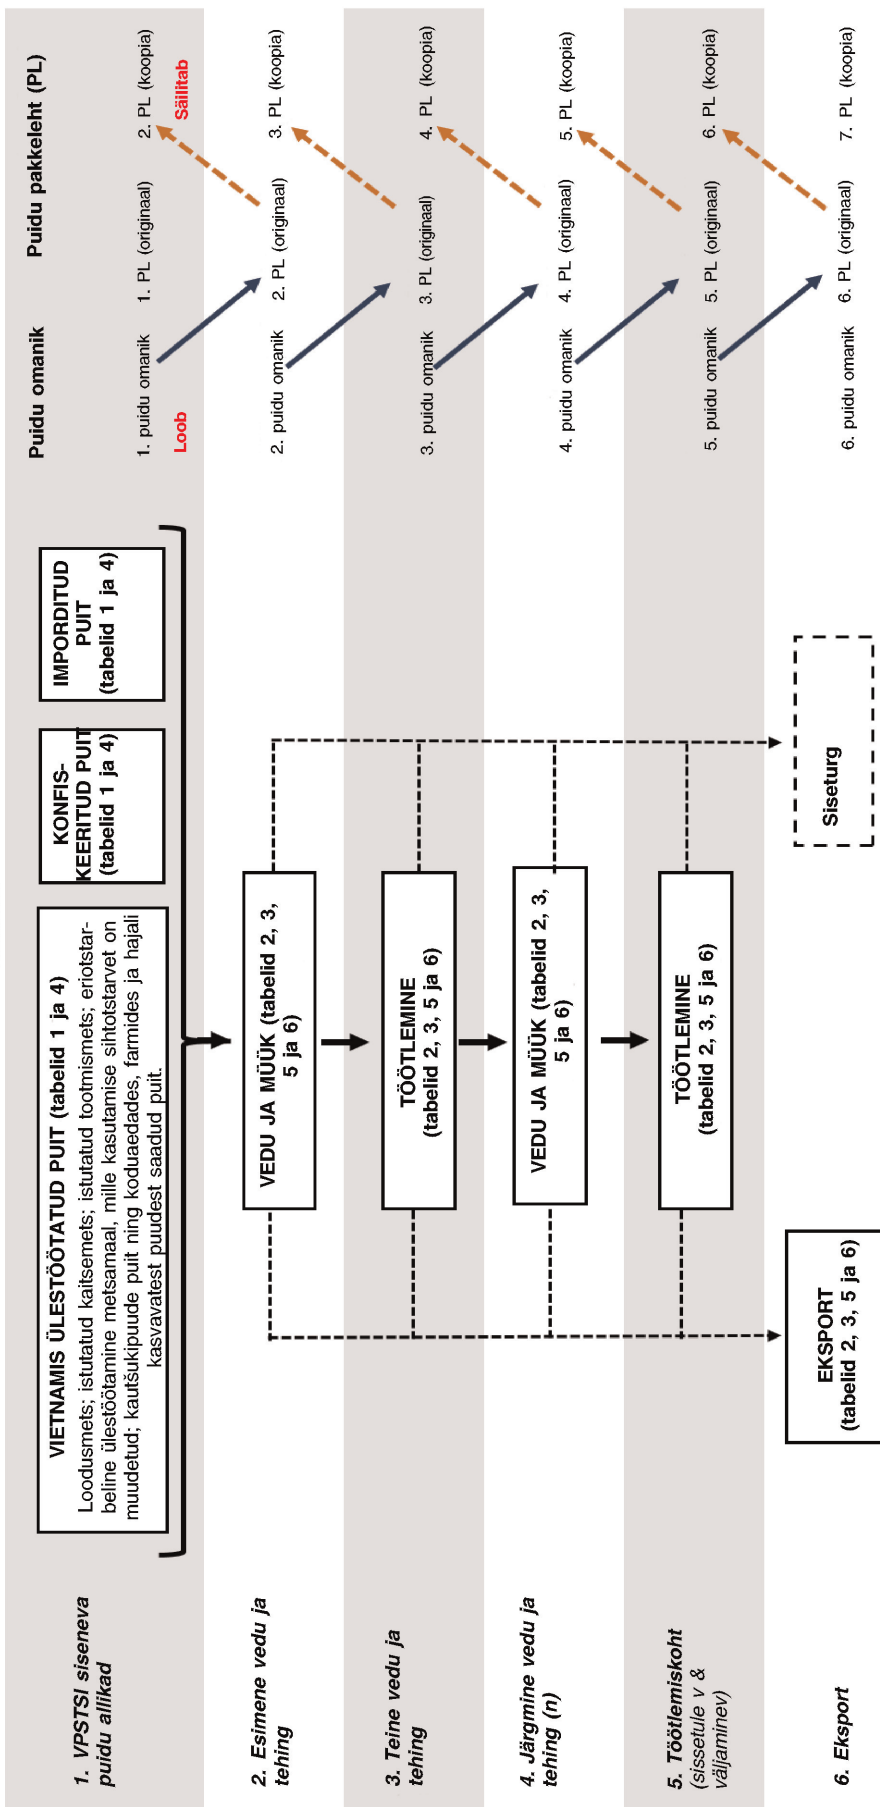 Puidu omanik
Puidu pakkeleht (PL)
1. VPSTSI siseneva
puidu allikad
VIETNAMIS ÜLESTÖÖTATUD PUIT (tabelid 1 ja 4)
Loodusmets; istutatud kaitsemets; istutatud tootmismets; eriotstar-
beline ülestöötamine metsamaal, mille kasutamise sihtotstarvet on
muudetud; kautšukipuude puit ning koduaedades, farmides ja hajali
kasvavatest puudest saadud puit.
KONFIS-
KEERITUD PUIT
(tabelid 1 ja 4)
IMPORDITUD
PUIT
(tabelid 1 ja 4)
1. puidu omanik
Loob
1. PL (originaal)
2. PL (koopia)
Säilitab
2. Esimene vedu ja
tehing
VEDU JA MÜÜK (tabelid 2, 3,
5 ja 6)
2. puidu omanik
2. PL (originaal)
3. PL (koopia)
3. Teine vedu ja
tehing
TÖÖTLEMINE
(tabelid 2, 3, 5 ja 6)
3. puidu omanik
3. PL (originaal)
4. PL (koopia)
4. Järgmine vedu ja
tehing (n)
VEDU JA MÜÜK (tabelid 2, 3,
5 ja 6)
4. puidu omanik
4. PL (originaal)
5. PL (koopia)
5. Töötlemiskoht
(sissetule v &
väljaminev)
TÖÖTLEMINE
(tabelid 2, 3, 5 ja 6)
5. puidu omanik
5. PL (originaal)
6. PL (koopia)
6. Eksport
EKSPORT
(tabelid 2, 3, 5 ja 6)
Siseturg
6. puidu omanik
6. PL (originaal)
7. PL (koopia)